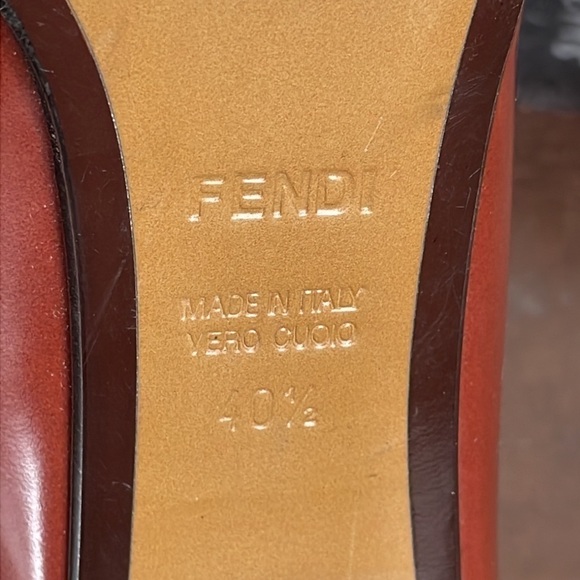 FENDI
MADE IN ITALY
VERO CUOIO
40½